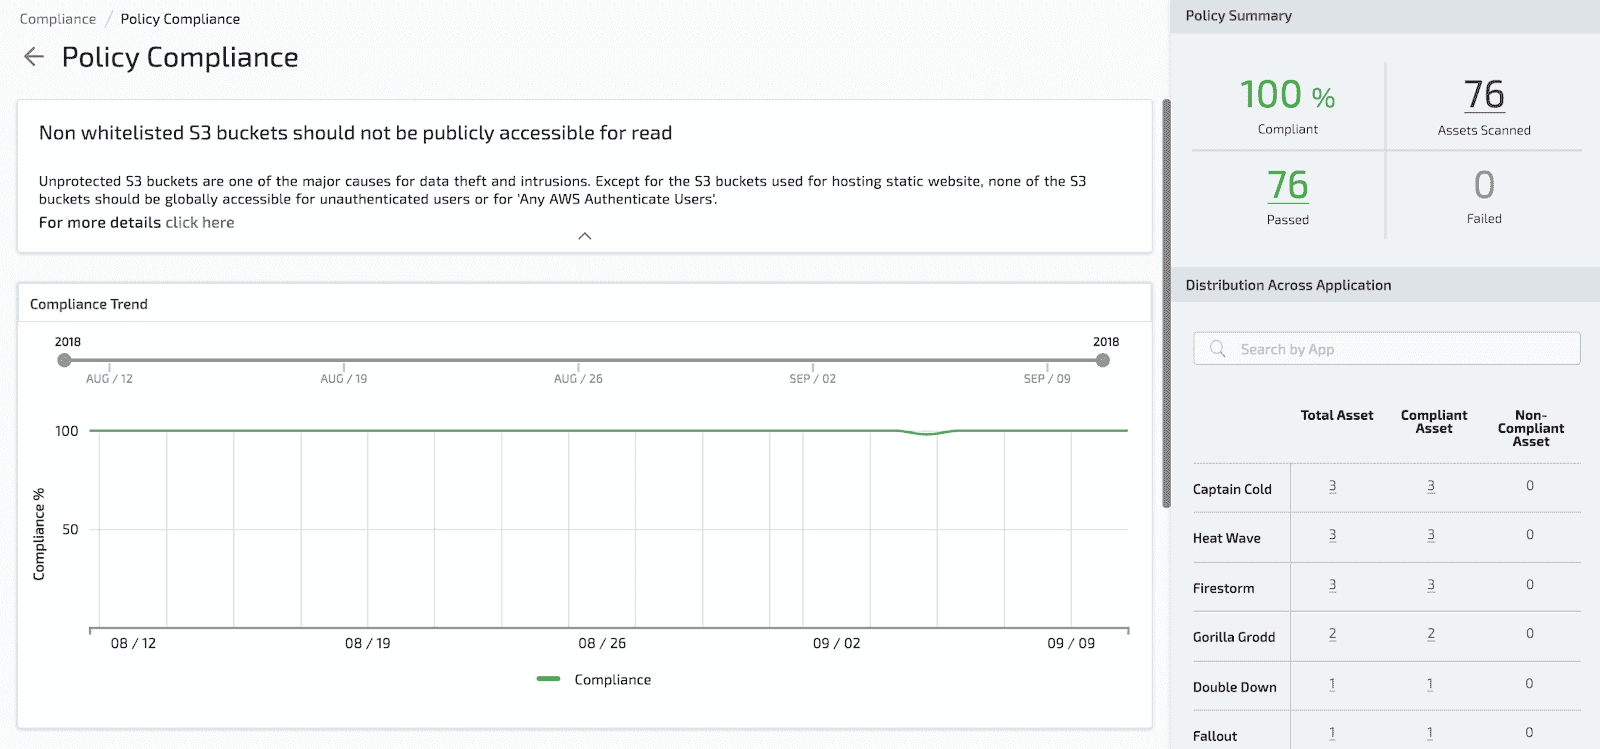 Compliance / Policy Compliance
Policy Compliance
Non whitelisted S3 buckets should not be publicly accessible for read
Unprotected S3 buckets are one of the major causes for data theft and intrusions. Except for the S3 buckets used for hosting static website, none of the S3
buckets should be globally accessible for unauthenticated users or for 'Any AWS Authenticate Users'.
For more details click here
Compliance Trend
2018 2018
AUG / 12 AUG / 19 AUG / 26 SEP / 02 SEP / 09
100
50
Compliance %
08 / 12 08 / 19 08 / 26 09 / 02 09 / 09
Compliance
Policy Summary
100 %
Compliant
76
Assets Scanned
76
Passed
0
Failed
Distribution Across Application
Search by App
Total Asset
Compliant
Asset
Non-
Compliant
Asset
Captain Cold 3 3 0
Heat Wave 3 3 0
Firestorm 3 3 0
Gorilla Grodd 2 2 0
Double Down 1 1 0
Fallout 1 1 0